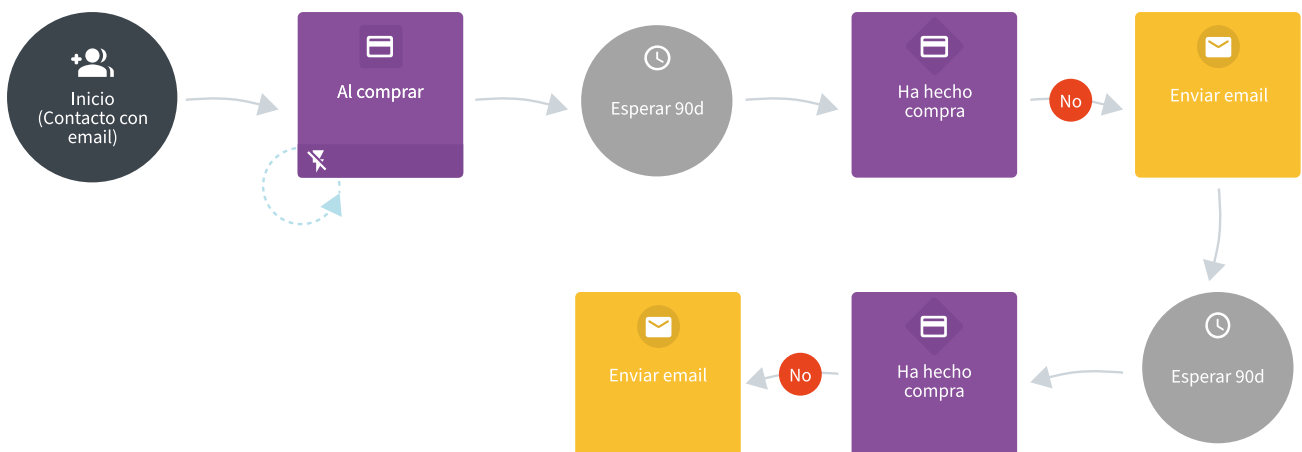 Inicio
(Contacto con
email)
Al comprar
Esperar 90d
Ha hecho
compra
No
Enviar email
Esperar 90d
Ha hecho
compra
No
Enviar email